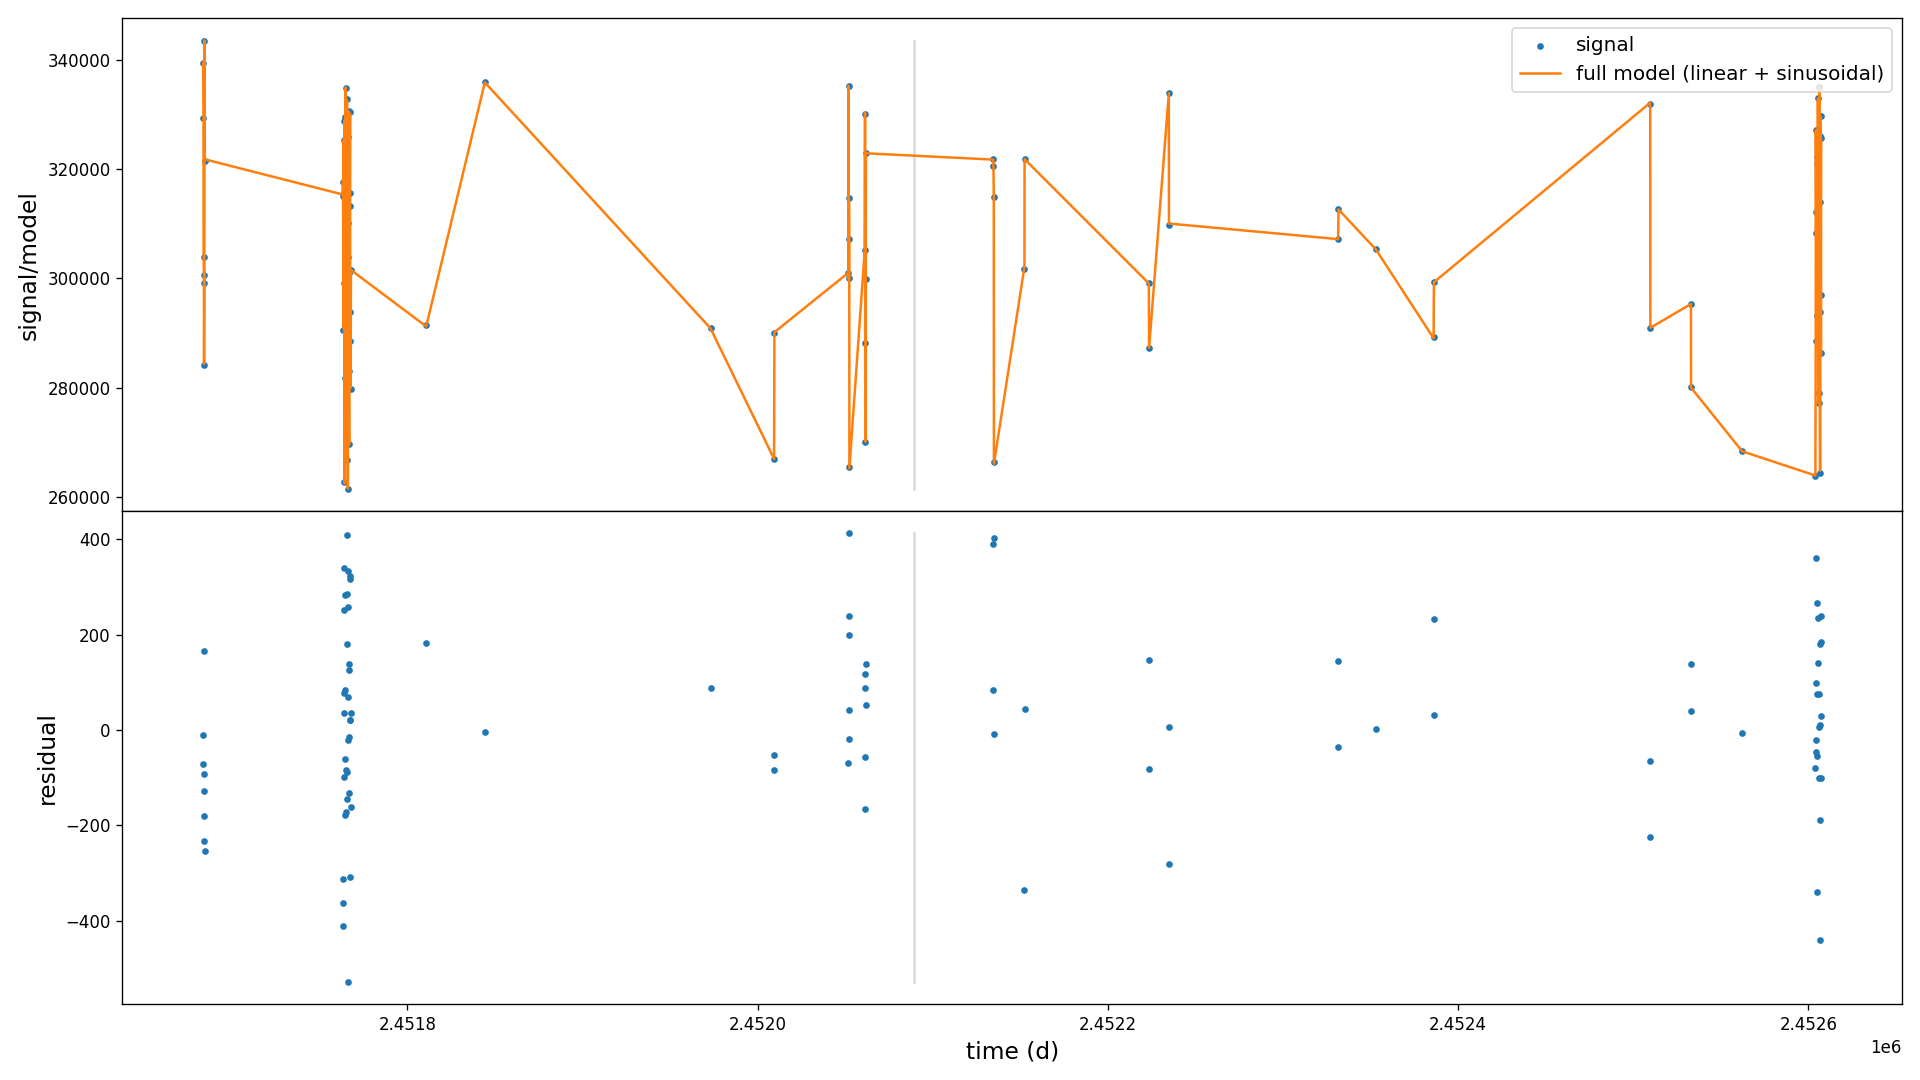 340000
320000
300000
280000
260000
signal/model
signal
full model (linear + sinusoidal)
400
200
0
−200
−400
residual
2.4518
2.4520
2.4522
2.4524
2.4526
1e6
time (d)